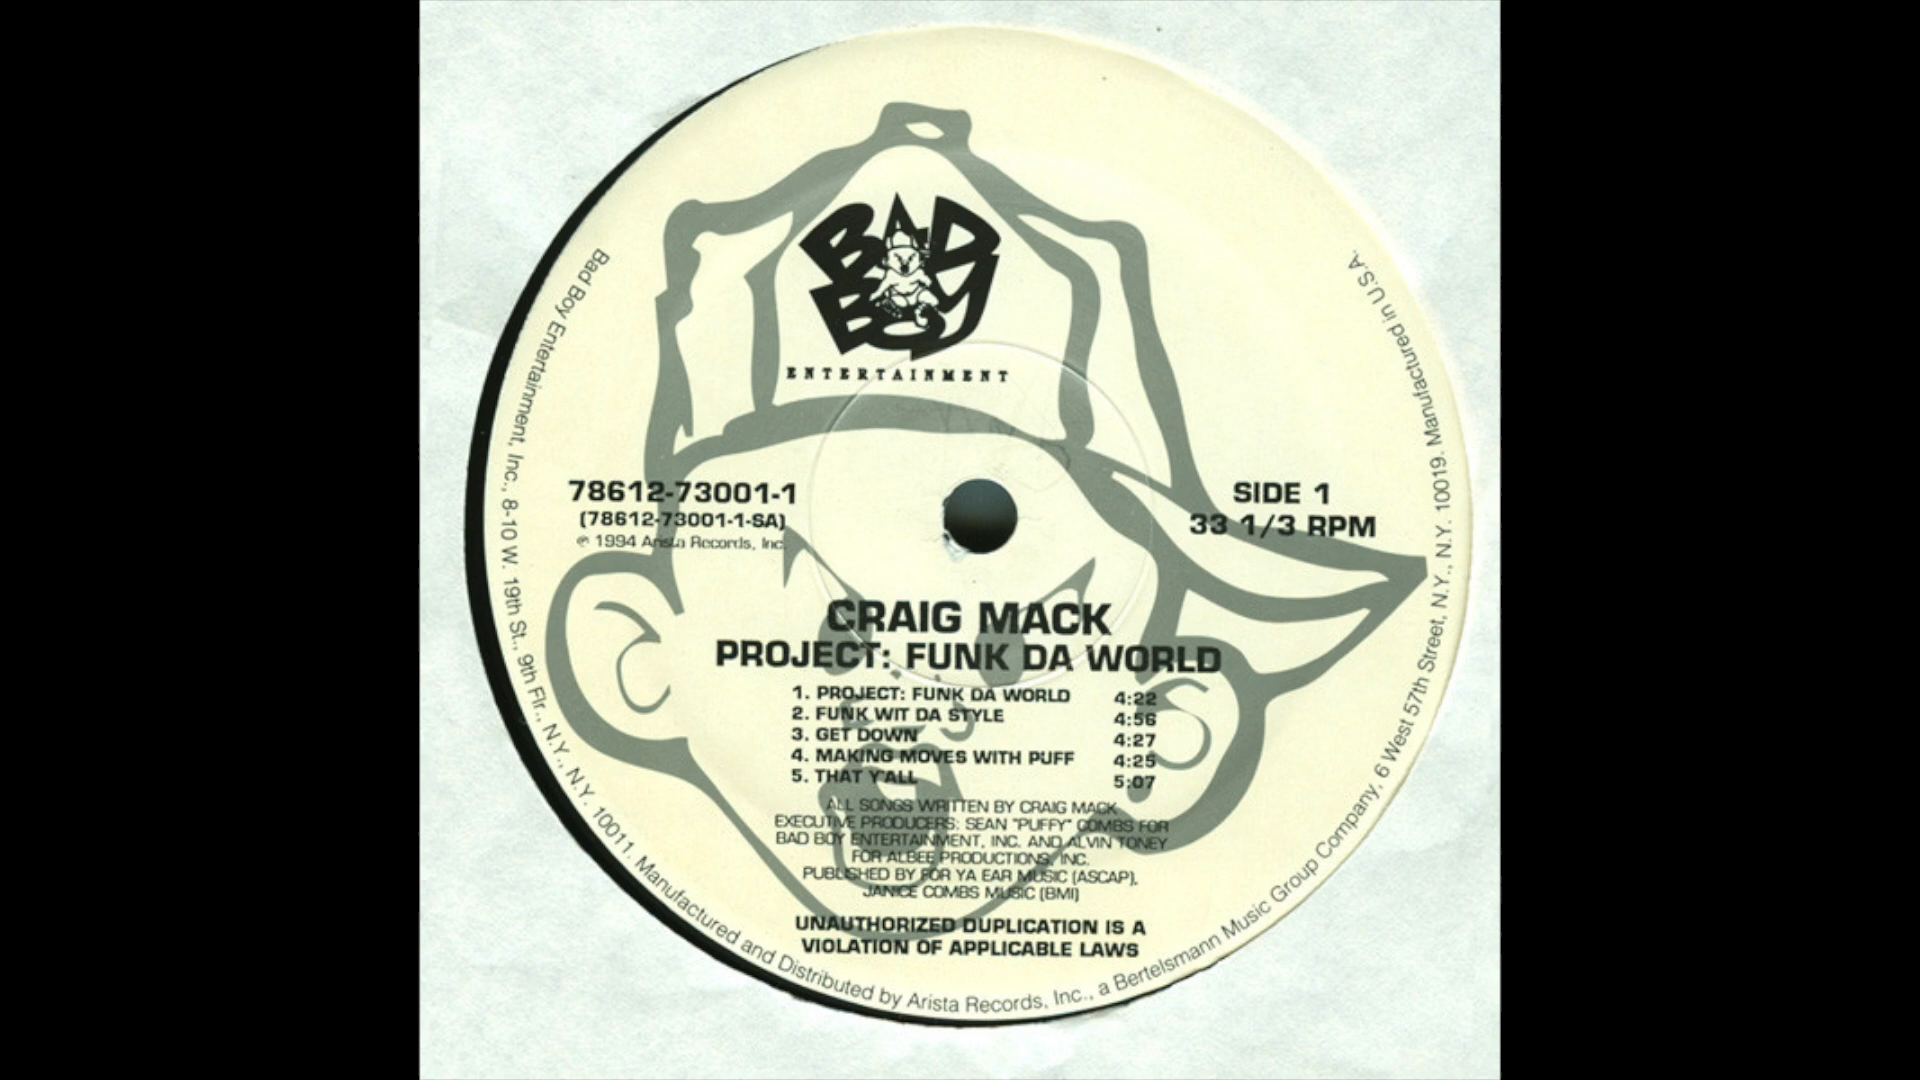 BAD
BOY
ENTERTAINMENT
78612-73001-1
(78612-73001-1-SA)
℗ 1994 Arista Records, Inc.
SIDE 1
33 1/3 RPM
CRAIG MACK
PROJECT: FUNK DA WORLD
1. PROJECT: FUNK DA WORLD 4:22
2. FUNK WIT DA STYLE 4:56
3. GET DOWN 4:27
4. MAKING MOVES WITH PUFF 4:25
5. THAT Y'ALL 5:07
ALL SONGS WRITTEN BY CRAIG MACK
EXECUTIVE PRODUCERS: SEAN "PUFFY" COMBS FOR
BAD BOY ENTERTAINMENT, INC. AND ALVIN TONEY
FOR ALBEE PRODUCTIONS, INC.
PUBLISHED BY FOR YA EAR MUSIC (ASCAP),
JANICE COMBS MUSIC (BMI)
UNAUTHORIZED DUPLICATION IS A
VIOLATION OF APPLICABLE LAWS
Bad Boy Entertainment, Inc., 8-10 W. 19th St., 9th Flr., N.Y., N.Y. 10011. Manufactured and Distributed by Arista Records, Inc., a Bertelsmann Music Group Company, 6 West 57th Street, N.Y., N.Y. 10019. Manufactured in U.S.A.